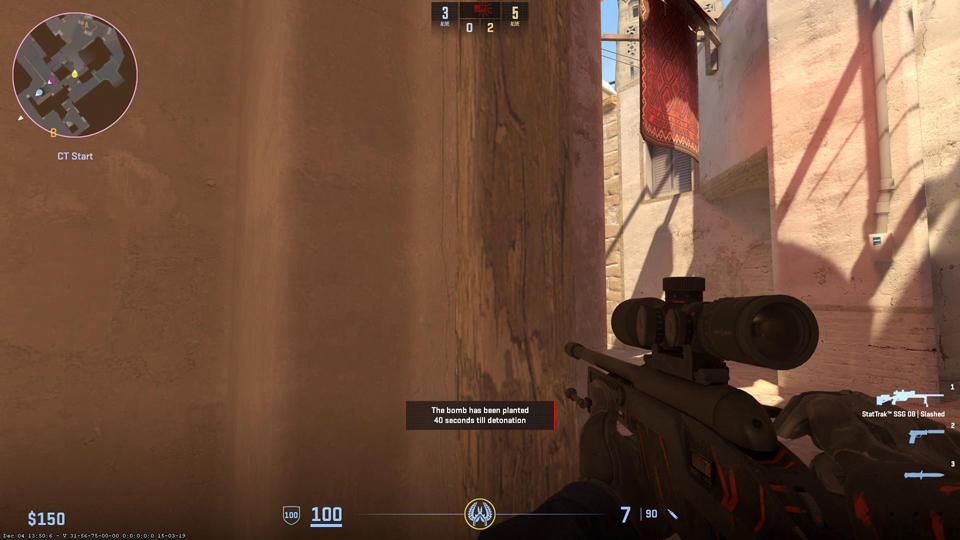 3
5
ALIVE
ALIVE
0
2
B
CT Start
The bomb has been planted
40 seconds till detonation
1
StatTrak™ SSG 08 | Slashed
2
3
$150
100
100
7 | 90